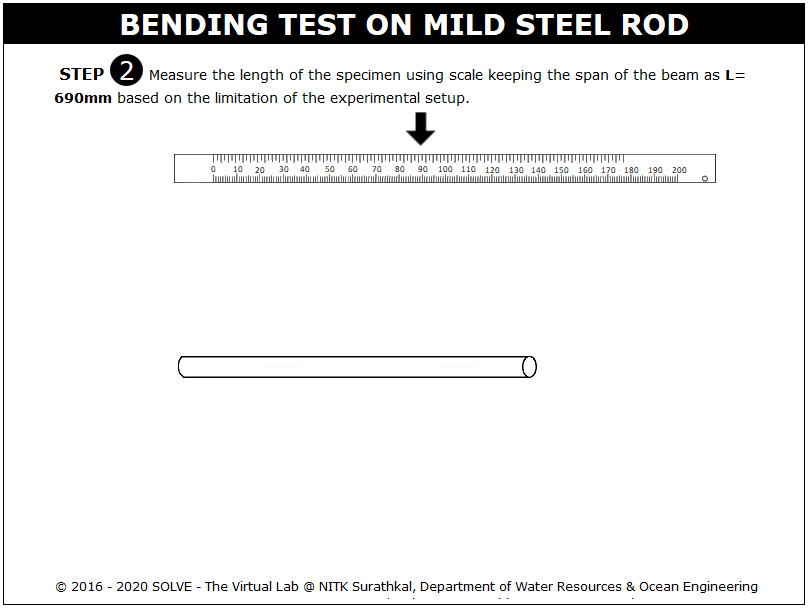 BENDING TEST ON MILD STEEL ROD
STEP 2 Measure the length of the specimen using scale keeping the span of the beam as L=
690mm based on the limitation of the experimental setup.
0 10 20 30 40 50 60 70 80 90 100 110 120 130 140 150 160 170 180 190 200
© 2016 - 2020 SOLVE - The Virtual Lab @ NITK Surathkal, Department of Water Resources & Ocean Engineering